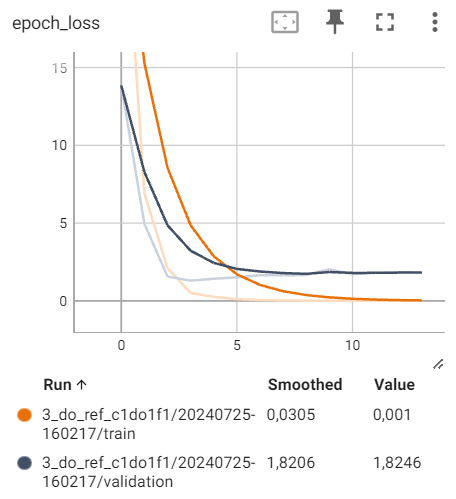 epoch_loss
15
10
5
0
0 5 10
Run ↑ Smoothed Value
3_do_ref_c1do1f1/20240725- 0,0305 0,001
160217/train
3_do_ref_c1do1f1/20240725- 1,8206 1,8246
160217/validation